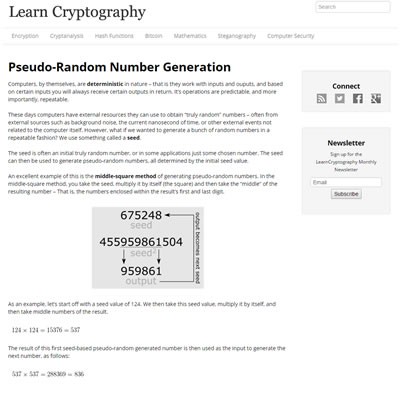 Learn Cryptography
Search
Encryption Cryptanalysis Hash Functions Bitcoin Mathematics Steganography Computer Security
Pseudo-Random Number Generation
Computers, by themselves, are deterministic in nature – that is they work with inputs and ouputs, and based
on certain inputs you will always receive certain outputs in return. It's operations are predictable, and more
importantly, repeatable.
These days computers have external resources they can use to obtain "truly random" numbers – often from
external sources such as background noise, the current nanosecond of time, or other external events not
related to the computer itself. However, what if we wanted to generate a bunch of random numbers in a
repeatable fashion? We use something called a seed.
The seed is often an initial truly random number, or in some applications just some chosen number. The seed
can then be used to generate pseudo-random numbers, all determined by the initial seed value.
An excellent example of this is the middle-square method of generating pseudo-random numbers. In the
middle-square method, you take the seed, multiply it by itself (the square) and then take the "middle" of the
resulting number – That is, the numbers enclosed within the result's first and last digit.
675248
seed
455959861504
seed²
959861
output
output becomes next seed
As an example, let's start off with a seed value of 124. We then take this seed value, multiply it by itself, and
then take middle numbers of the result.
124 × 124 = 15376 = 537
The result of this first seed-based pseudo-random generated number is then used as the input to generate the
next number, as follows:
537 × 537 = 288369 = 836
Connect
Newsletter
Sign up for the
LearnCryptography Monthly
Newsletter
Email
Subscribe